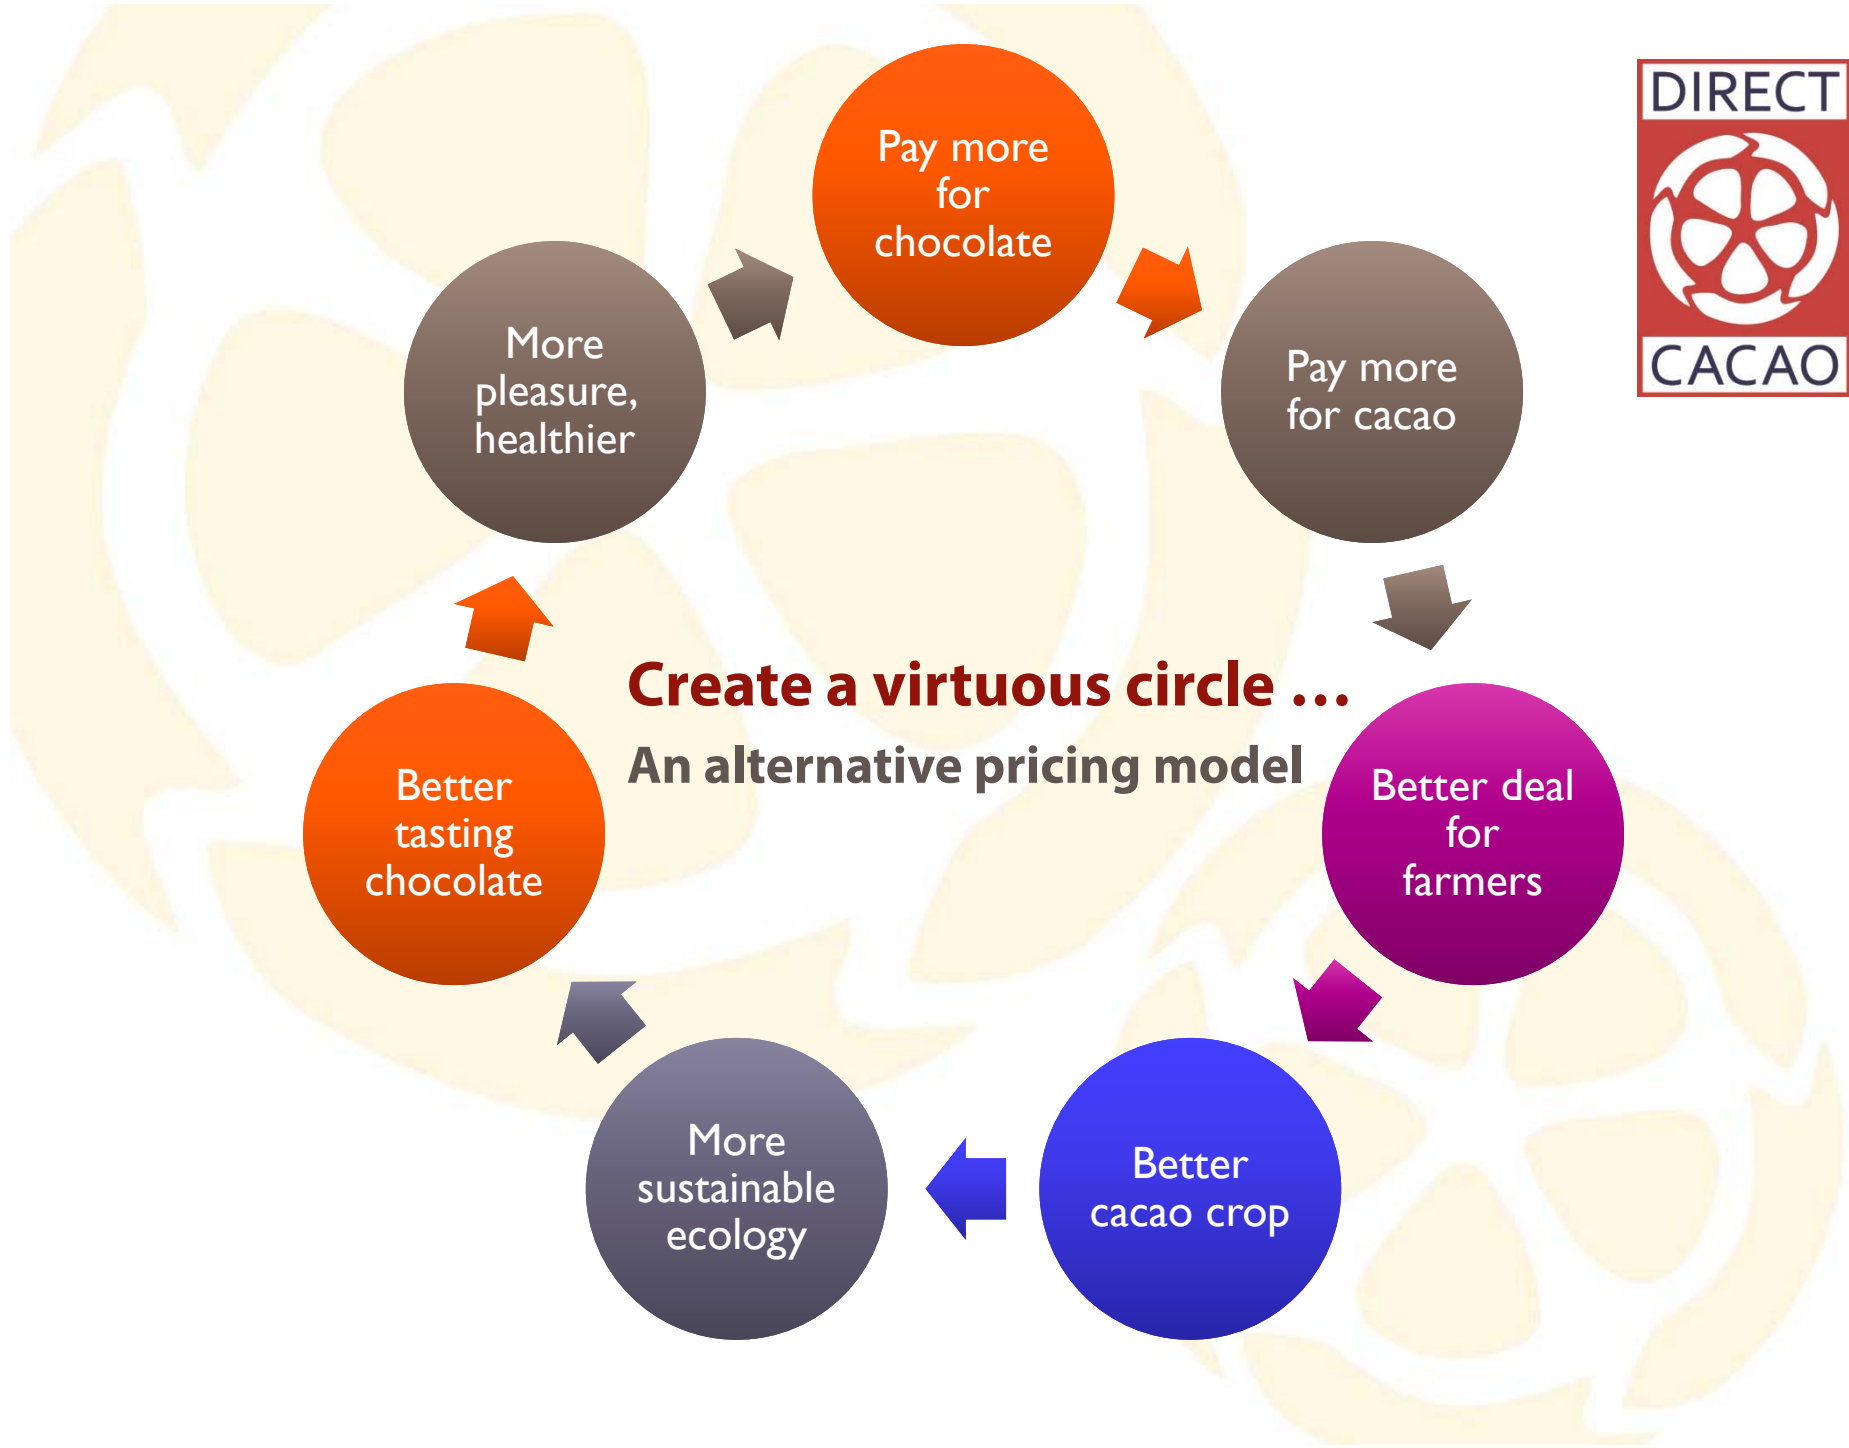 DIRECT
CACAO
Pay more
for
chocolate
Pay more
for cacao
Better deal
for
farmers
Better
cacao crop
More
sustainable
ecology
Better
tasting
chocolate
More
pleasure,
healthier
Create a virtuous circle …
An alternative pricing model